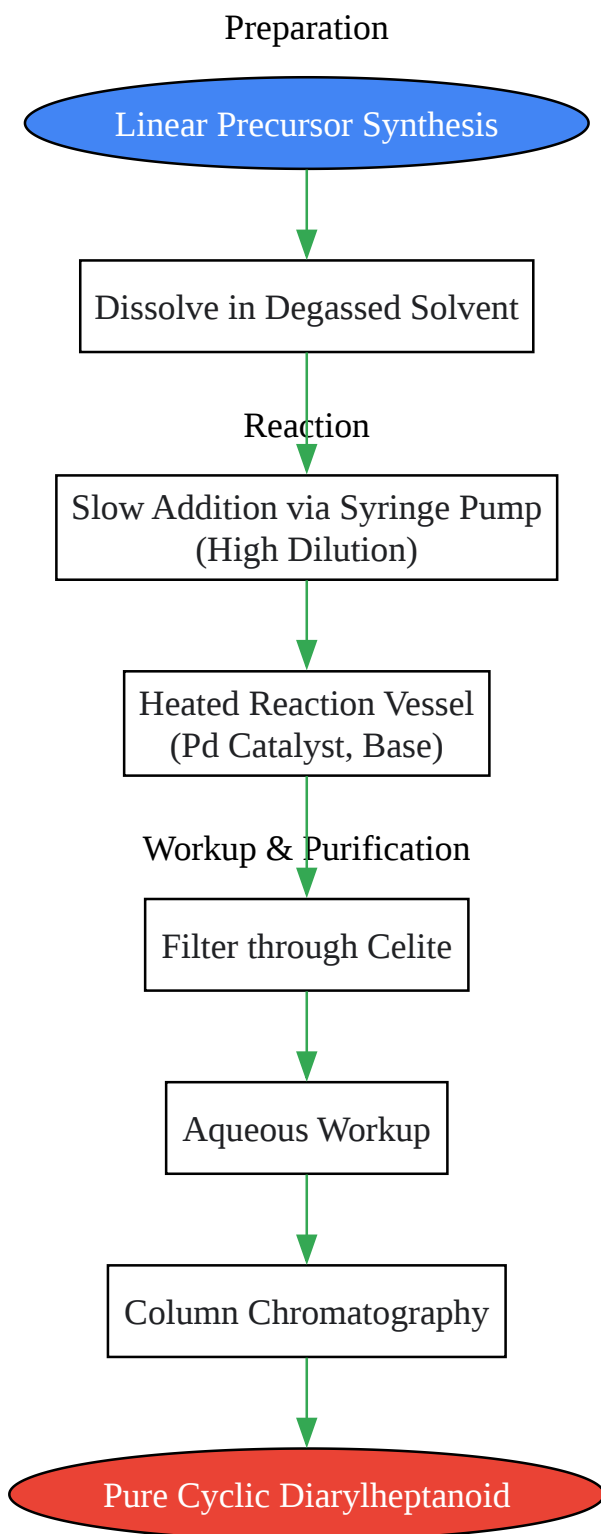 Preparation
Linear Precursor Synthesis
Dissolve in Degassed Solvent
Reaction
Slow Addition via Syringe Pump
(High Dilution)
Heated Reaction Vessel
(Pd Catalyst, Base)
Workup & Purification
Filter through Celite
Aqueous Workup
Column Chromatography
Pure Cyclic Diarylheptanoid